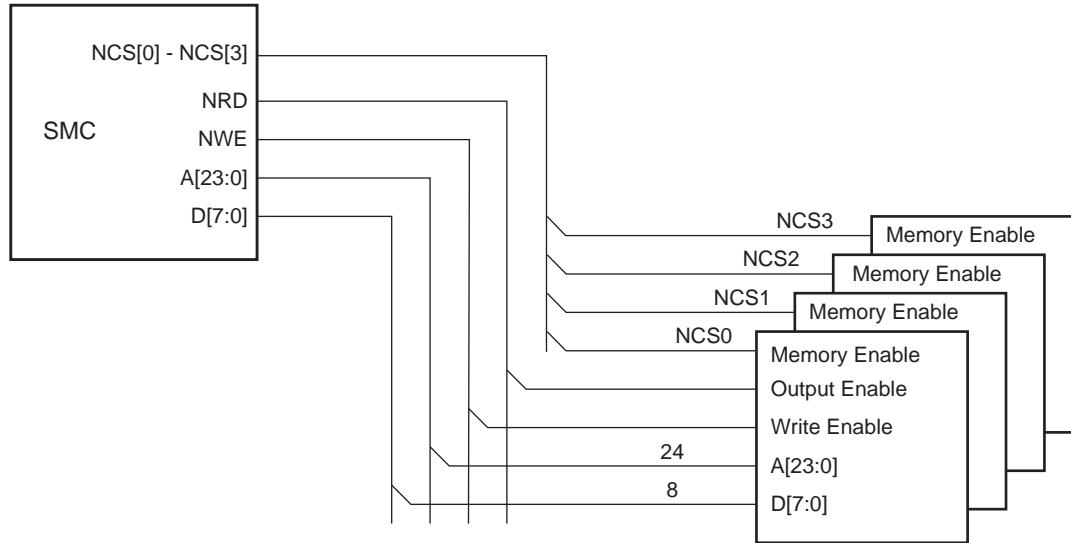 NCS[0] - NCS[3]
NRD
SMC
NWE
A[23:0]
D[7:0]
NCS3
Memory Enable
NCS2
Memory Enable
NCS1
Memory Enable
NCS0
Memory Enable
Output Enable
Write Enable
24
A[23:0]
8
D[7:0]